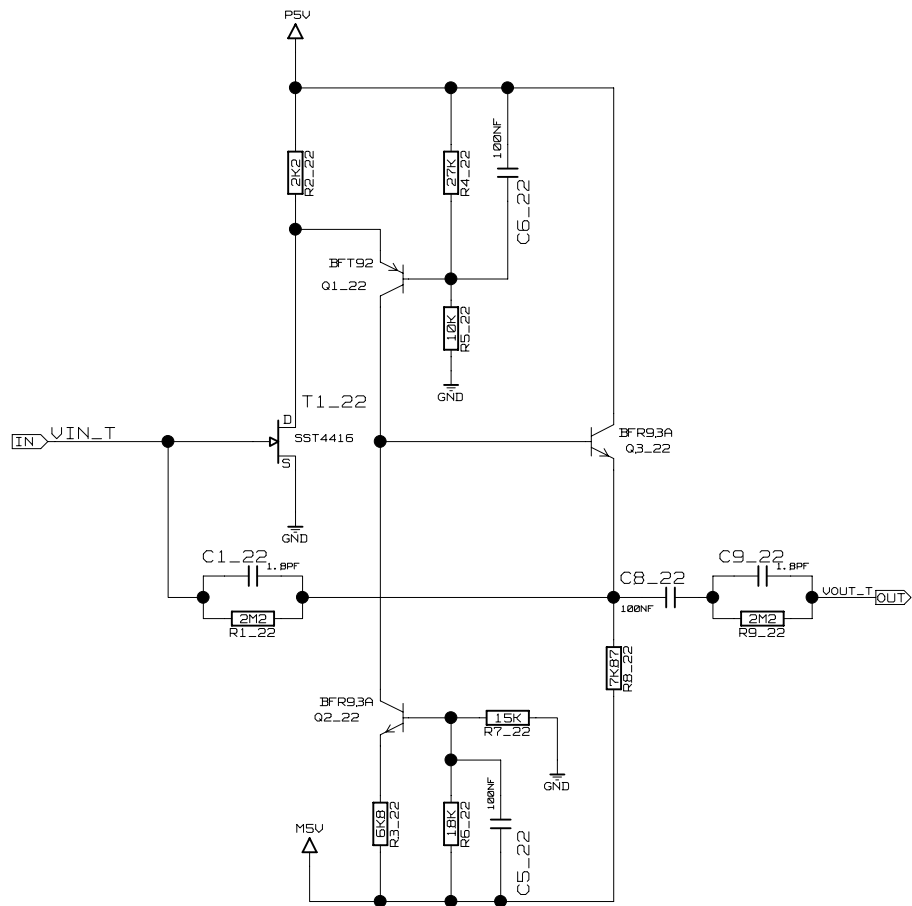 P5V
2K2
R2_22
27K
R4_22
100NF
C6_22
BFT92
Q1_22
10K
R5_22
GND
T1_22
IN
VIN_T
D
SST4416
S
GND
BFR93A
Q3_22
C1_22
1.8PF
2M2
R1_22
C8_22
100NF
C9_22
1.8PF
2M2
R9_22
VOUT_T
OUT
7K87
R8_22
BFR93A
Q2_22
15K
R7_22
GND
M5V
6K8
R3_22
18K
R6_22
100NF
C5_22